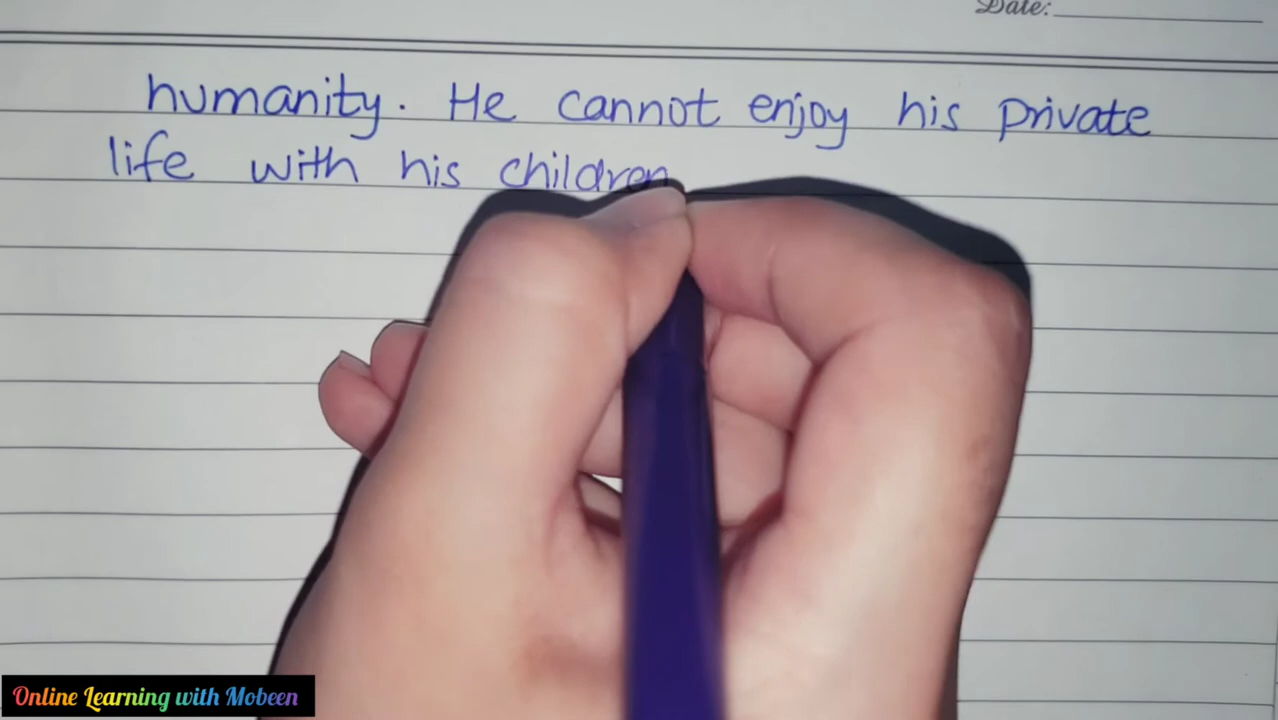 Date:
humanity. He cannot enjoy his private
life with his children
Online Learning with Mobeen